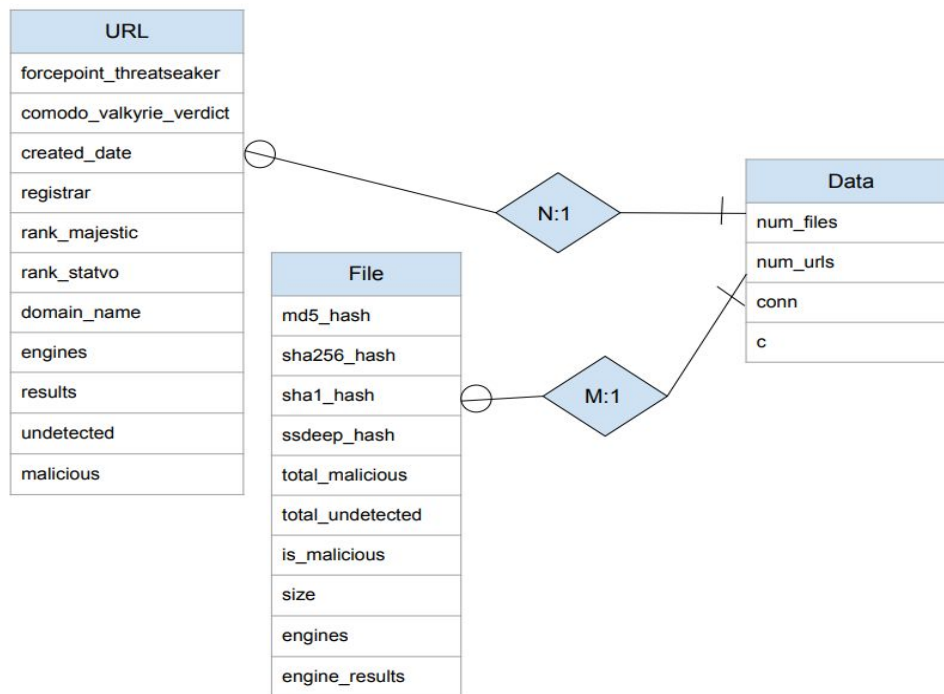 URL
forcepoint_threatseaker
comodo_valkyrie_verdict
created_date
registrar
rank_majestic
rank_statvo
domain_name
engines
results
undetected
malicious
N:1
Data
num_files
num_urls
conn
c
File
md5_hash
sha256_hash
sha1_hash
ssdeep_hash
total_malicious
total_undetected
is_malicious
size
engines
engine_results
M:1